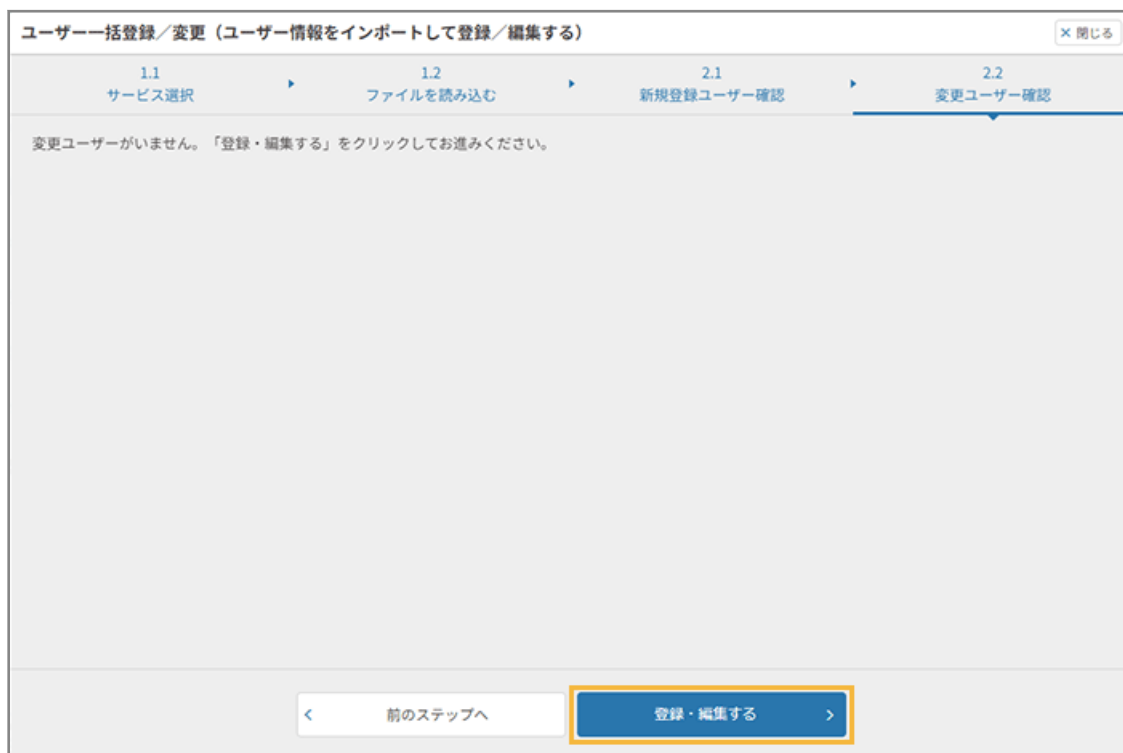 ユーザー一括登録／変更（ユーザー情報をインポートして登録／編集する）
× 閉じる
1.1
サービス選択
1.2
ファイルを読み込む
2.1
新規登録ユーザー確認
2.2
変更ユーザー確認
変更ユーザーがいません。「登録・編集する」をクリックしてお進みください。
前のステップへ
登録・編集する